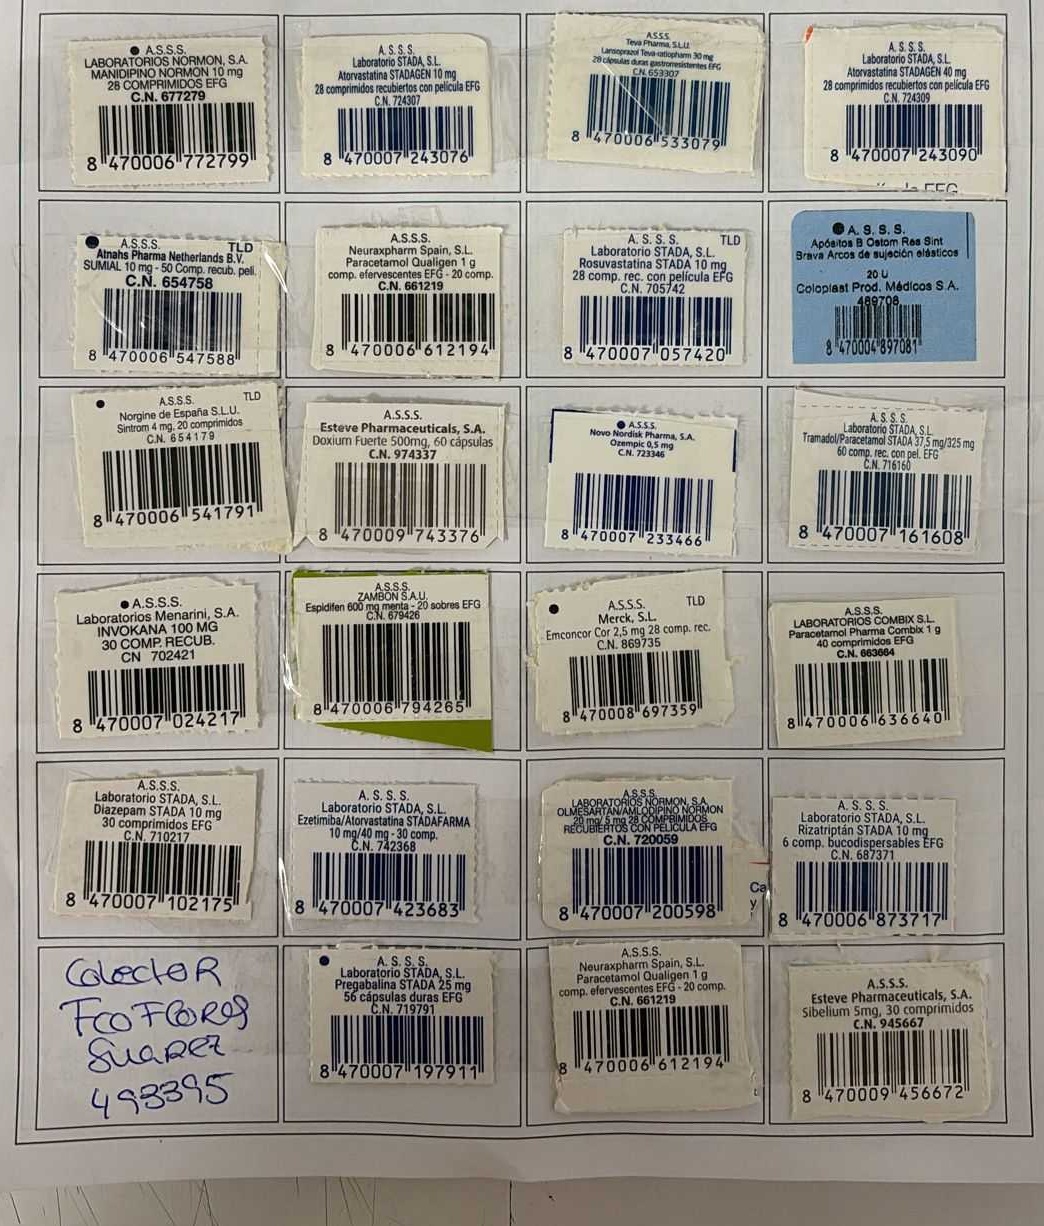 A.S.S.S.
LABORATORIOS NORMON, S.A.
MANIDIPINO NORMON 10 mg
28 COMPRIMIDOS EFG
C.N. 677279
8 470006 772799
A. S. S. S.
Laboratorio STADA, S.L.
Atorvastatina STADAGEN 10 mg
28 comprimidos recubiertos con película EFG
C.N. 724307
8 470007 243076
A.S.S.S.
Teva Pharma, S.L.U.
Lansoprazol Teva-ratiopharm 30 mg
28 cápsulas duras gastrorresistentes EFG
C.N. 653307
8 470006 533079
A. S. S. S.
Laboratorio STADA, S.L.
Atorvastatina STADAGEN 40 mg
28 comprimidos recubiertos con película EFG
C.N. 724309
8 470007 243090
A.S.S.S.
TLD
Atnahs Pharma Netherlands B.V.
SUMIAL 10 mg - 50 Comp. recub. peli.
C.N. 654758
8 470006 547588
A.S.S.S.
Neuraxpharm Spain, S.L.
Paracetamol Qualigen 1 g
comp. efervescentes EFG - 20 comp.
C.N. 661219
8 470006 612194
A. S. S. S. TLD
Laboratorio STADA, S.L.
Rosuvastatina STADA 10 mg
28 comp. rec. con película EFG
C.N. 705742
8 470007 057420
A. S. S. S.
Apósitos B Ostom Res Sint
Brava Arcos de sujeción elásticos
20 U
Coloplast Prod. Médicos S.A.
489708
8 470004 897081
A.S.S.S. TLD
Norgine de España S.L.U.
Sintrom 4 mg, 20 comprimidos
C.N. 654179
8 470006 541791
A.S.S.S.
Esteve Pharmaceuticals, S.A.
Doxium Fuerte 500mg, 60 cápsulas
C.N. 974337
8 470009 743376
A.S.S.S.
Novo Nordisk Pharma, S.A.
Ozempic 0,5 mg
C.N. 723346
8 470007 233466
A. S. S. S.
Laboratorio STADA, S.L.
Tramadol/Paracetamol STADA 37,5 mg/325 mg
60 comp. rec. con pel. EFG
C.N. 716160
8 470007 161608
A.S.S.S.
Laboratorios Menarini, S.A.
INVOKANA 100 MG
30 COMP. RECUB.
CN 702421
8 470007 024217
A.S.S.S.
ZAMBON S.A.U.
Espidifen 600 mg menta - 20 sobres EFG
C.N. 679426
8 470006 794265
A.S.S.S. TLD
Merck, S.L.
Emconcor Cor 2,5 mg 28 comp. rec.
C.N. 869735
8 470008 697359
A.S.S.S.
LABORATORIOS COMBIX S.L.
Paracetamol Pharma Combix 1 g
40 comprimidos EFG
C.N. 663664
8 470006 636640
A.S.S.S.
Laboratorio STADA, S.L.
Diazepam STADA 10 mg
30 comprimidos EFG
C.N. 710217
8 470007 102175
A. S. S. S.
Laboratorio STADA, S.L.
Ezetimiba/Atorvastatina STADAFARMA
10 mg/40 mg - 30 comp.
C.N. 742368
8 470007 423683
A.S.S.S.
LABORATORIOS NORMON, S.A.
OLMESARTAN/AMLODIPINO NORMON
20 mg/ 5 mg 28 COMPRIMIDOS
RECUBIERTOS CON PELICULA EFG
C.N. 720059
8 470007 200598
Ca
y
A. S. S. S.
Laboratorio STADA, S.L.
Rizatriptán STADA 10 mg
6 comp. bucodispersables EFG
C.N. 687371
8 470006 873717
Colector
Fco Flores
Suarez
493395
A. S. S. S.
Laboratorio STADA, S.L.
Pregabalina STADA 25 mg
56 cápsulas duras EFG
C.N. 719791
8 470007 197911
A.S.S.S.
Neuraxpharm Spain, S.L.
Paracetamol Qualigen 1 g
comp. efervescentes EFG - 20 comp.
C.N. 661219
8 470006 612194
A.S.S.S.
Esteve Pharmaceuticals, S.A.
Sibelium 5mg, 30 comprimidos
C.N. 945667
8 470009 456672